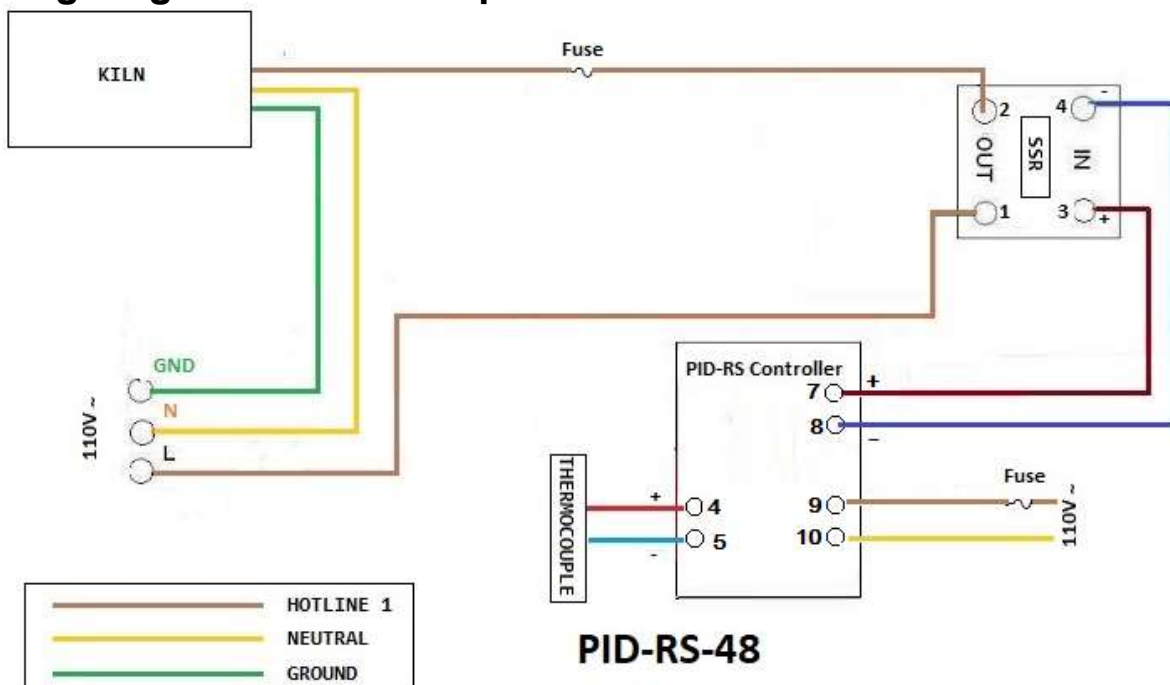 KILN
Fuse
2
4
-
OUT
SSR
IN
1
3
+
GND
N
L
110V ~
PID-RS Controller
7
+
8
-
THERMOCOUPLE
+
4
-
5
9
Fuse
10
110V ~
HOTLINE 1
NEUTRAL
GROUND
PID-RS-48